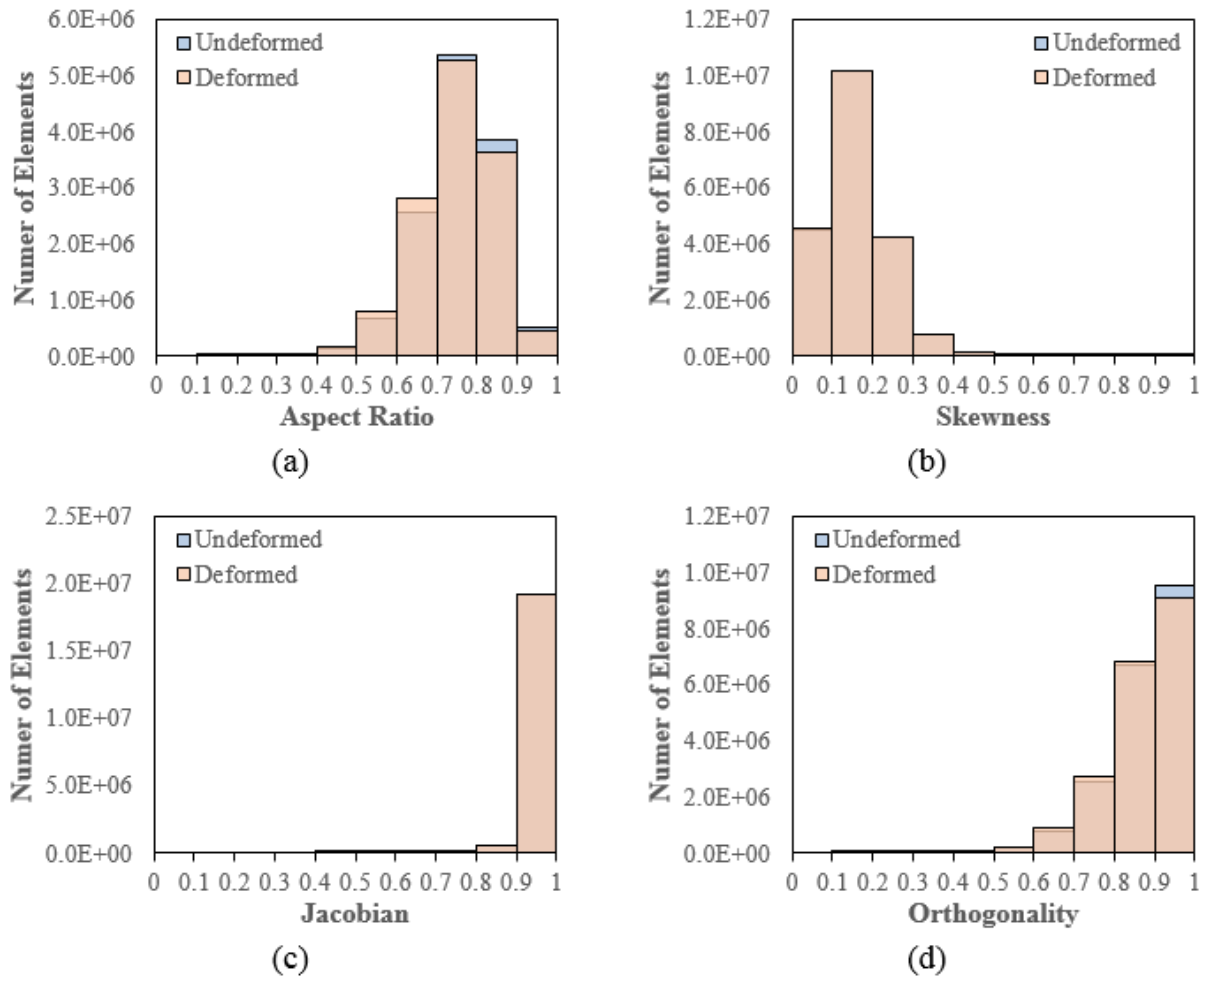 6.0E+06
5.0E+06
4.0E+06
3.0E+06
2.0E+06
1.0E+06
0.0E+00
Numer of Elements
Undeformed
Deformed
0 0.1 0.2 0.3 0.4 0.5 0.6 0.7 0.8 0.9 1
Aspect Ratio
(a)
1.2E+07
1.0E+07
8.0E+06
6.0E+06
4.0E+06
2.0E+06
0.0E+00
Numer of Elements
Undeformed
Deformed
0 0.1 0.2 0.3 0.4 0.5 0.6 0.7 0.8 0.9 1
Skewness
(b)
2.5E+07
2.0E+07
1.5E+07
1.0E+07
5.0E+06
0.0E+00
Numer of Elements
Undeformed
Deformed
0 0.1 0.2 0.3 0.4 0.5 0.6 0.7 0.8 0.9 1
Jacobian
(c)
1.2E+07
1.0E+07
8.0E+06
6.0E+06
4.0E+06
2.0E+06
0.0E+00
Numer of Elements
Undeformed
Deformed
0 0.1 0.2 0.3 0.4 0.5 0.6 0.7 0.8 0.9 1
Orthogonality
(d)